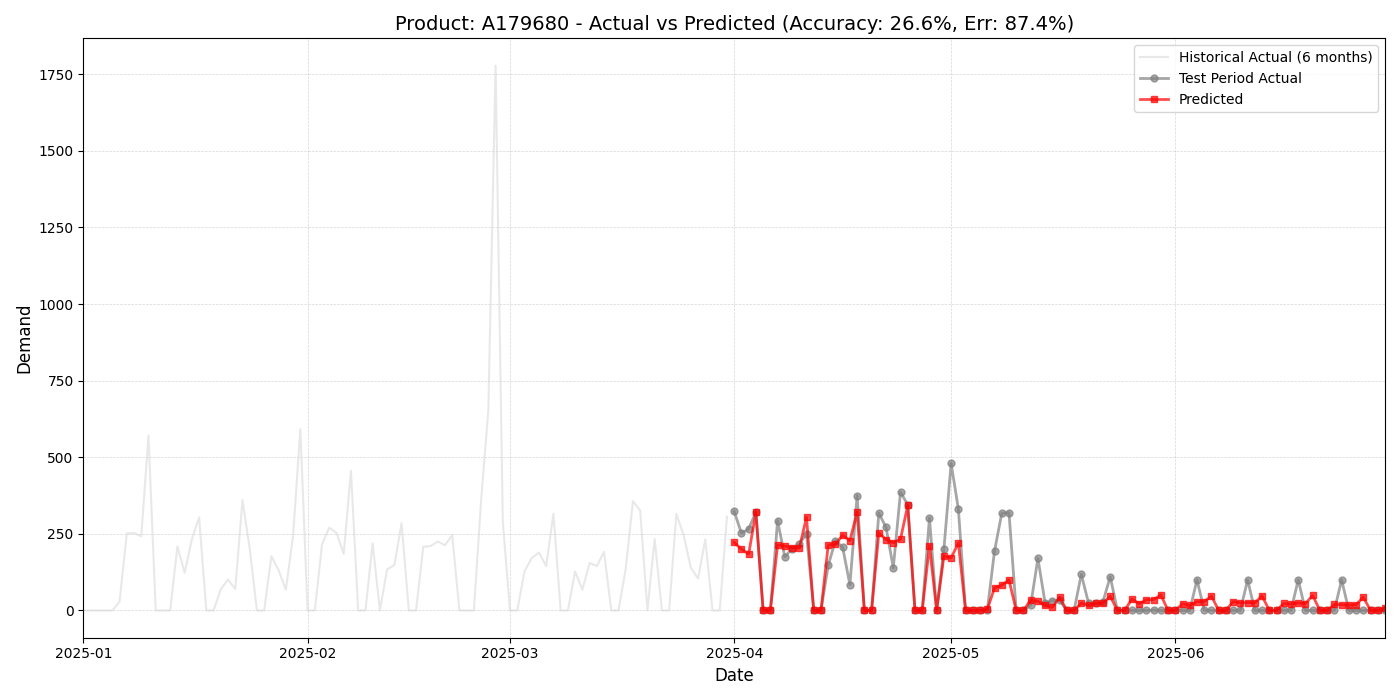 Product: A179680 - Actual vs Predicted (Accuracy: 26.6%, Err: 87.4%)
Historical Actual (6 months)
Test Period Actual
Predicted
Demand
1750
1500
1250
1000
750
500
250
0
2025-01
2025-02
2025-03
2025-04
2025-05
2025-06
Date